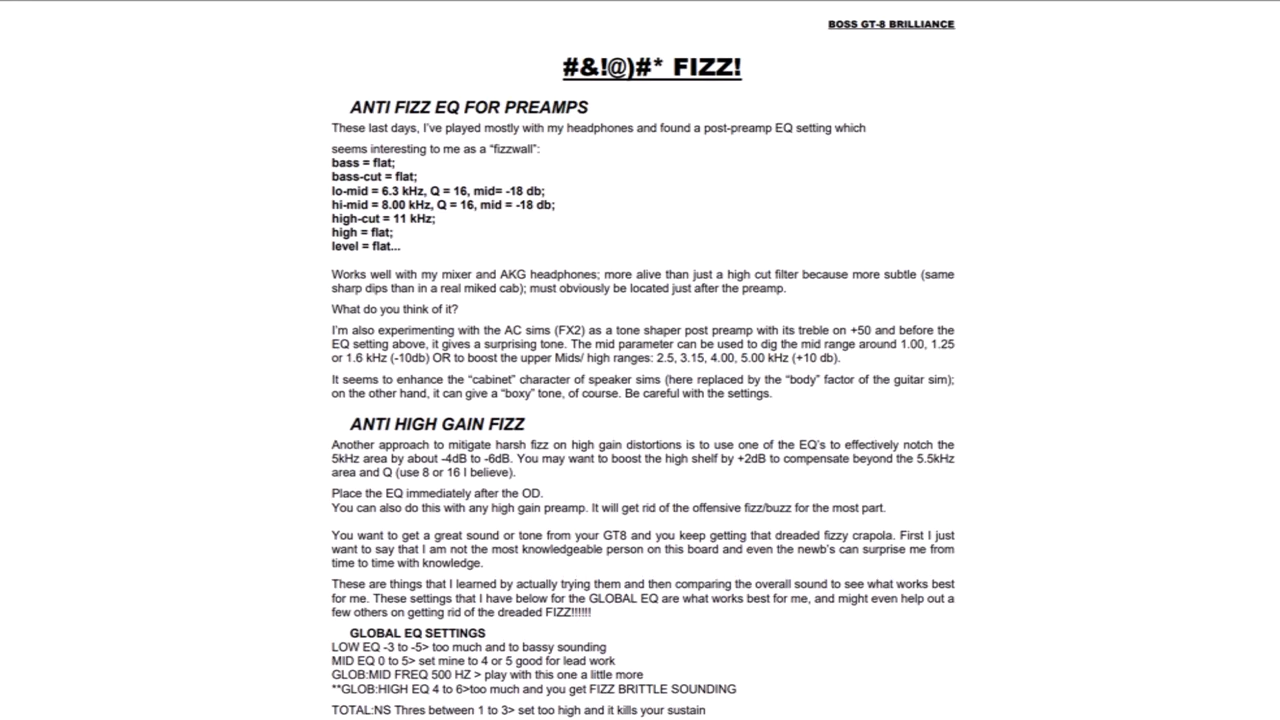 BOSS GT-8 BRILLIANCE
#&!@)#* FIZZ!
ANTI FIZZ EQ FOR PREAMPS
These last days, I've played mostly with my headphones and found a post-preamp EQ setting which
seems interesting to me as a “fizzwall”:
bass = flat;
bass-cut = flat;
lo-mid = 6.3 kHz, Q = 16, mid= -18 db;
hi-mid = 8.00 kHz, Q = 16, mid = -18 db;
high-cut = 11 kHz;
high = flat;
level = flat...
Works well with my mixer and AKG headphones; more alive than just a high cut filter because more subtle (same
sharp dips than in a real miked cab); must obviously be located just after the preamp.
What do you think of it?
I'm also experimenting with the AC sims (FX2) as a tone shaper post preamp with its treble on +50 and before the
EQ setting above, it gives a surprising tone. The mid parameter can be used to dig the mid range around 1.00, 1.25
or 1.6 kHz (-10db) OR to boost the upper Mids/ high ranges: 2.5, 3.15, 4.00, 5.00 kHz (+10 db).
It seems to enhance the “cabinet” character of speaker sims (here replaced by the “body” factor of the guitar sim);
on the other hand, it can give a “boxy” tone, of course. Be careful with the settings.
ANTI HIGH GAIN FIZZ
Another approach to mitigate harsh fizz on high gain distortions is to use one of the EQ's to effectively notch the
5kHz area by about -4dB to -6dB. You may want to boost the high shelf by +2dB to compensate beyond the 5.5kHz
area and Q (use 8 or 16 I believe).
Place the EQ immediately after the OD.
You can also do this with any high gain preamp. It will get rid of the offensive fizz/buzz for the most part.
You want to get a great sound or tone from your GT8 and you keep getting that dreaded fizzy crapola. First I just
want to say that I am not the most knowledgeable person on this board and even the newb's can surprise me from
time to time with knowledge.
These are things that I learned by actually trying them and then comparing the overall sound to see what works best
for me. These settings that I have below for the GLOBAL EQ are what works best for me, and might even help out a
few others on getting rid of the dreaded FIZZ!!!!!!
GLOBAL EQ SETTINGS
LOW EQ -3 to -5> too much and to bassy sounding
MID EQ 0 to 5> set mine to 4 or 5 good for lead work
GLOB:MID FREQ 500 HZ > play with this one a little more
**GLOB:HIGH EQ 4 to 6>too much and you get FIZZ BRITTLE SOUNDING
TOTAL:NS Thres between 1 to 3> set too high and it kills your sustain